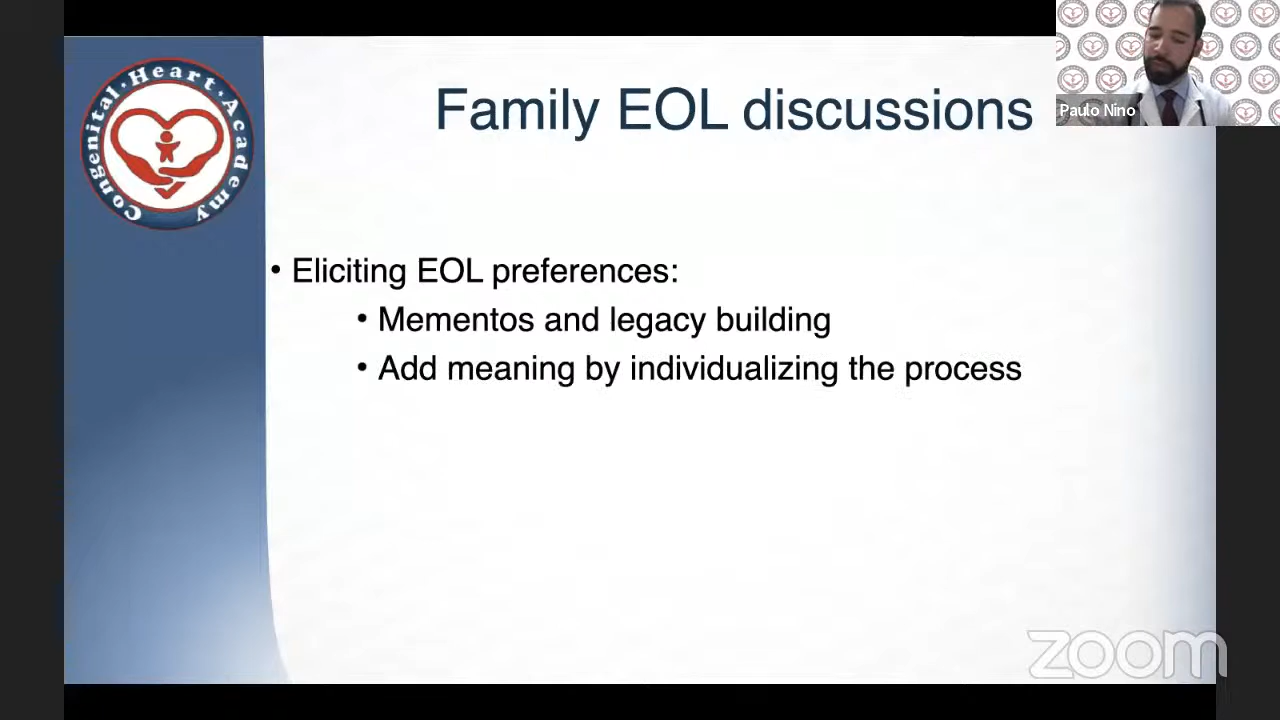 Congenital · Heart · Academy
Family EOL discussions
Paulo Nino
• Eliciting EOL preferences:
• Mementos and legacy building
• Add meaning by individualizing the process
zoom